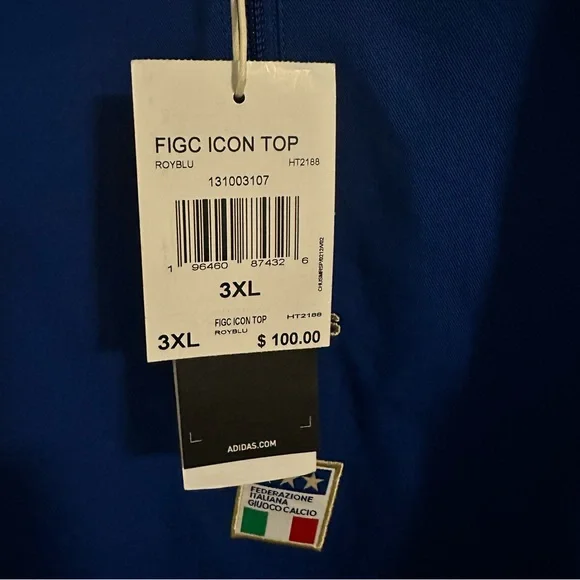 FIGC ICON TOP
ROYBLU HT2188
131003107
1 96460 87432 6
3XL
FIGC ICON TOP HT2188
ROYBLU
3XL $ 100.00
ADIDAS.COM
FEDERAZIONE
ITALIANA
GIUOCO CALCIO